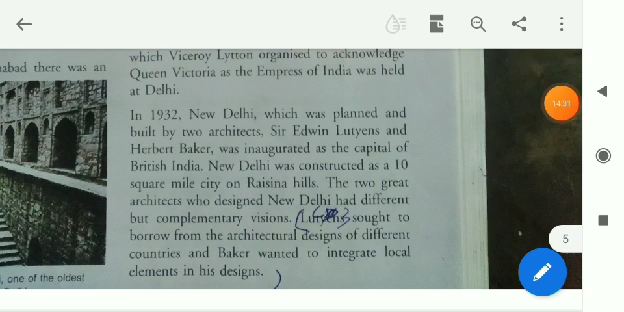 nabad there was an
which Viceroy Lytton organised to acknowledge
Queen Victoria as the Empress of India was held
at Delhi.
In 1932, New Delhi, which was planned and
built by two architects, Sir Edwin Lutyens and
Herbert Baker, was inaugurated as the capital of
British India. New Delhi was constructed as a 10
square mile city on Raisina hills. The two great
architects who designed New Delhi had different
but complementary visions. Lutyens sought to
borrow from the architectural designs of different
countries and Baker wanted to integrate local
elements in his designs.
, one of the oldest
14:31
5